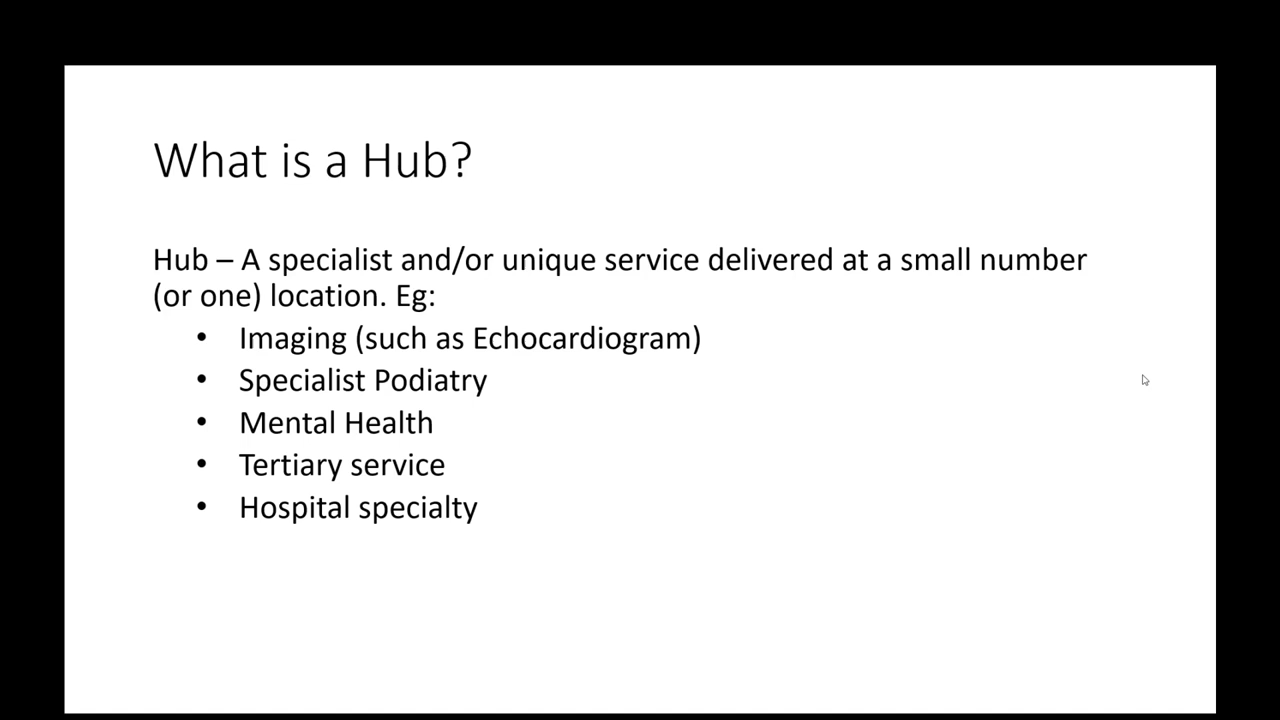 What is a Hub?
Hub – A specialist and/or unique service delivered at a small number
(or one) location. Eg:
• Imaging (such as Echocardiogram)
• Specialist Podiatry
• Mental Health
• Tertiary service
• Hospital specialty